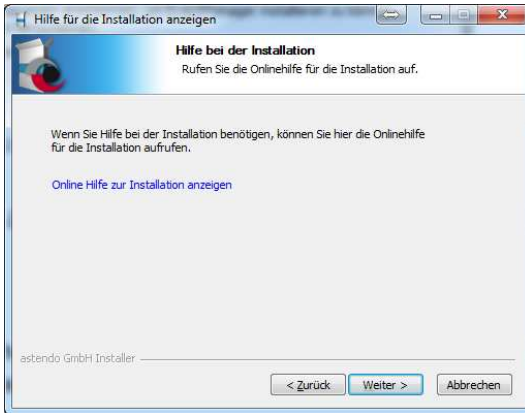 Hilfe für die Installation anzeigen
Hilfe bei der Installation
Rufen Sie die Onlinehilfe für die Installation auf.
Wenn Sie Hilfe bei der Installation benötigen, können Sie hier die Onlinehilfe
für die Installation aufrufen.
Online Hilfe zur Installation anzeigen
astendo GmbH Installer
< Zurück Weiter > Abbrechen